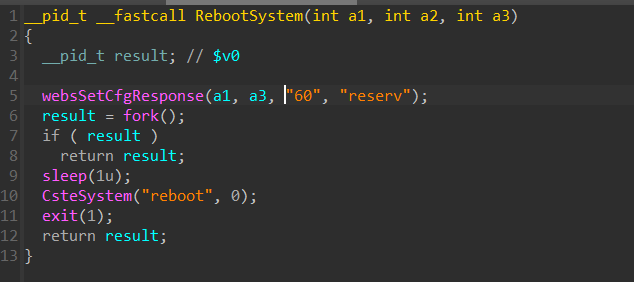 1 __pid_t __fastcall RebootSystem(int a1, int a2, int a3)
2 {
3   __pid_t result; // $v0
4
5   websSetCfgResponse(a1, a3, "60", "reserv");
6   result = fork();
7   if ( result )
8     return result;
9   sleep(1u);
10   CsteSystem("reboot", 0);
11   exit(1);
12   return result;
13 }